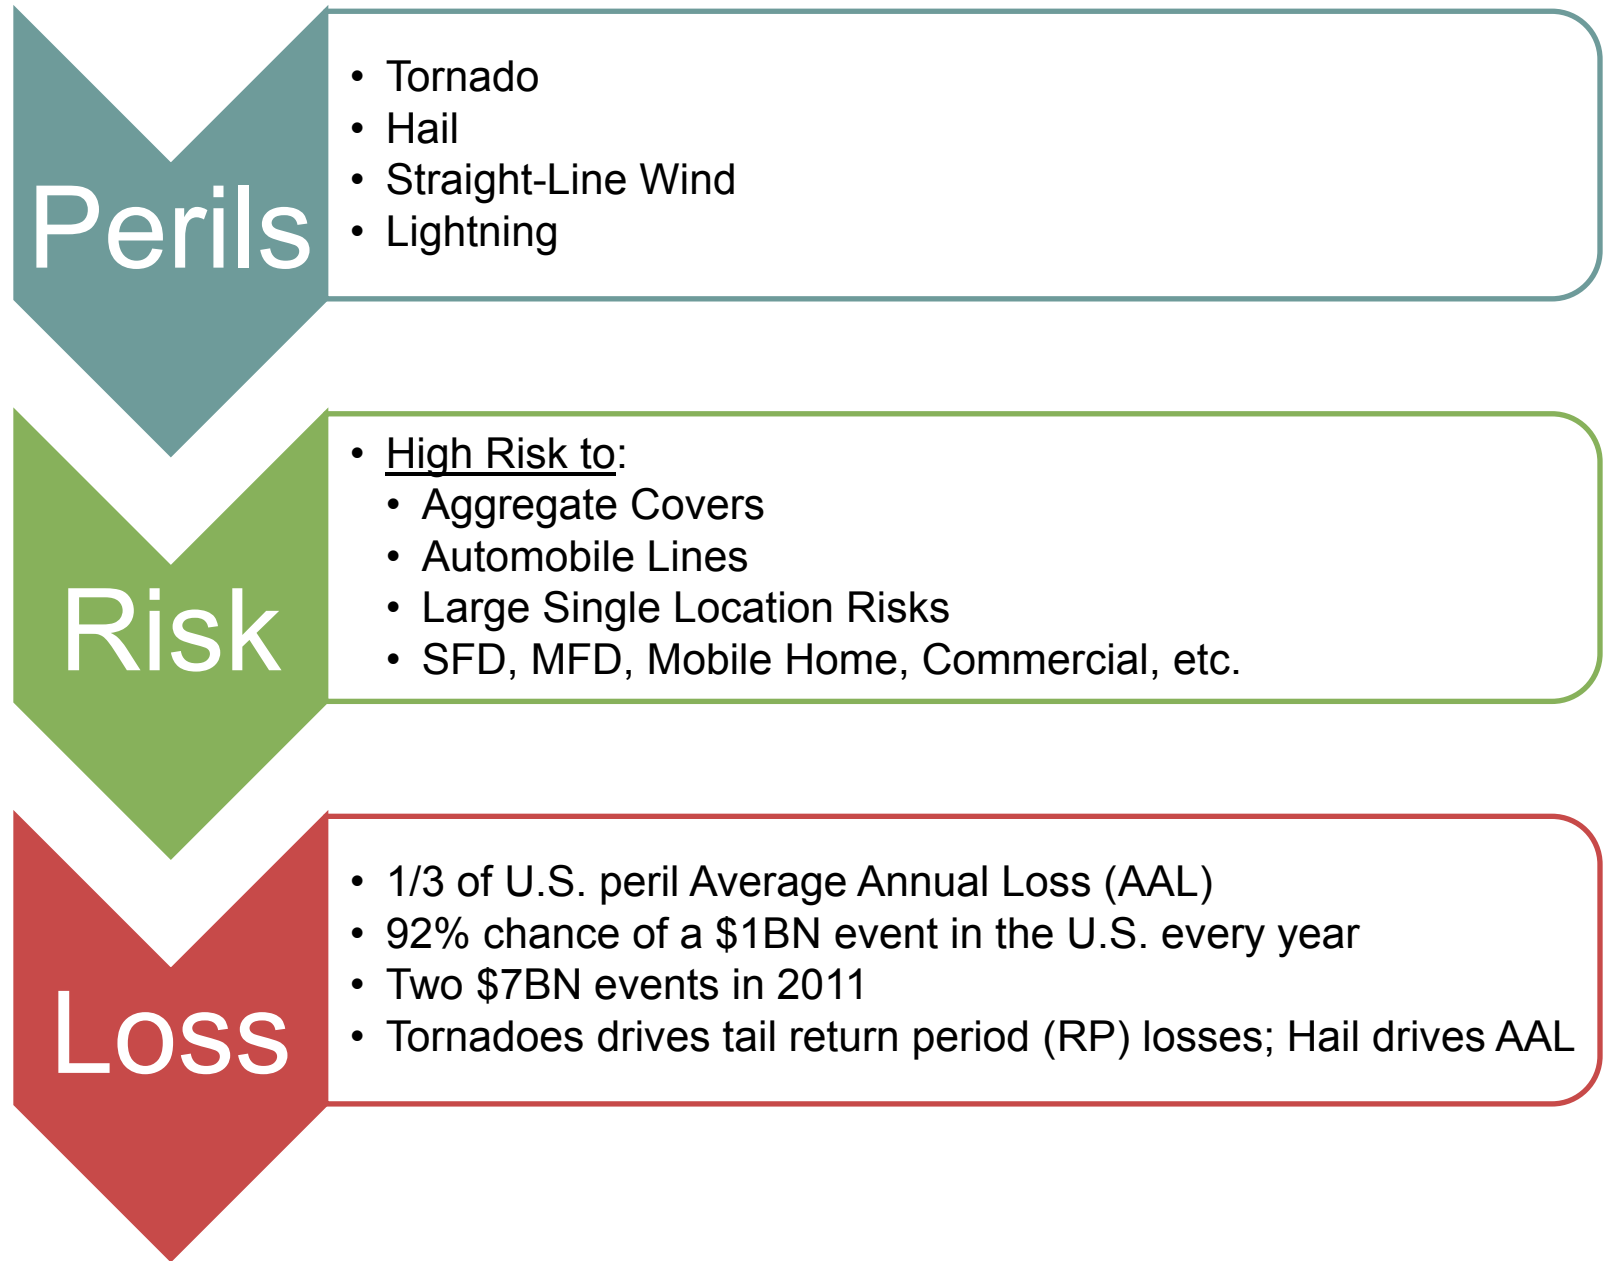 Perils
• Tornado
• Hail
• Straight-Line Wind
• Lightning
Risk
• High Risk to:
• Aggregate Covers
• Automobile Lines
• Large Single Location Risks
• SFD, MFD, Mobile Home, Commercial, etc.
Loss
• 1/3 of U.S. peril Average Annual Loss (AAL)
• 92% chance of a $1BN event in the U.S. every year
• Two $7BN events in 2011
• Tornadoes drives tail return period (RP) losses; Hail drives AAL